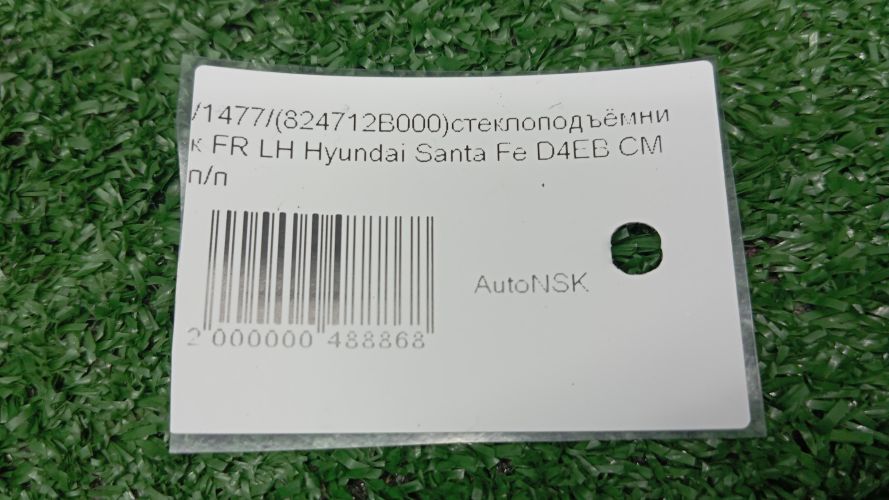 /1477/(824712B000)стеклоподъёмни
к FR LH Hyundai Santa Fe D4EB CM
п/п
AutoNSK
2 000000 488868